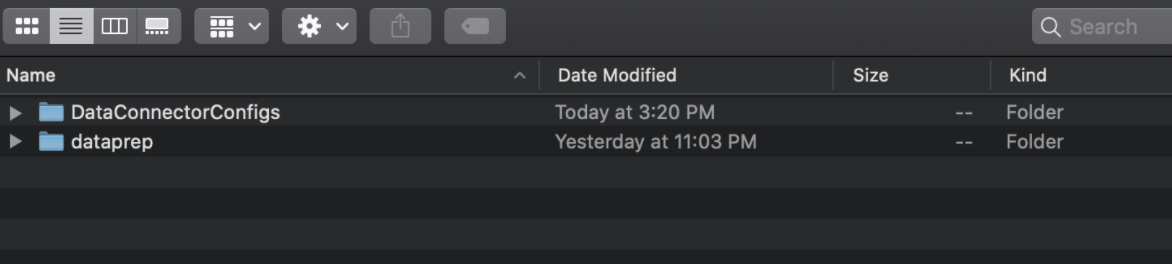 Search
Name Date Modified Size Kind
DataConnectorConfigs Today at 3:20 PM -- Folder
dataprep Yesterday at 11:03 PM -- Folder